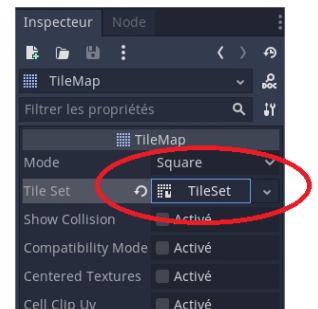 Inspecteur Node
TileMap
DOC
Filtrer les propriétés
TileMap
Mode Square
Tile Set TileSet
Show Collision Activé
Compatibility Mode Activé
Centered Textures Activé
Cell Clip Uv Activé